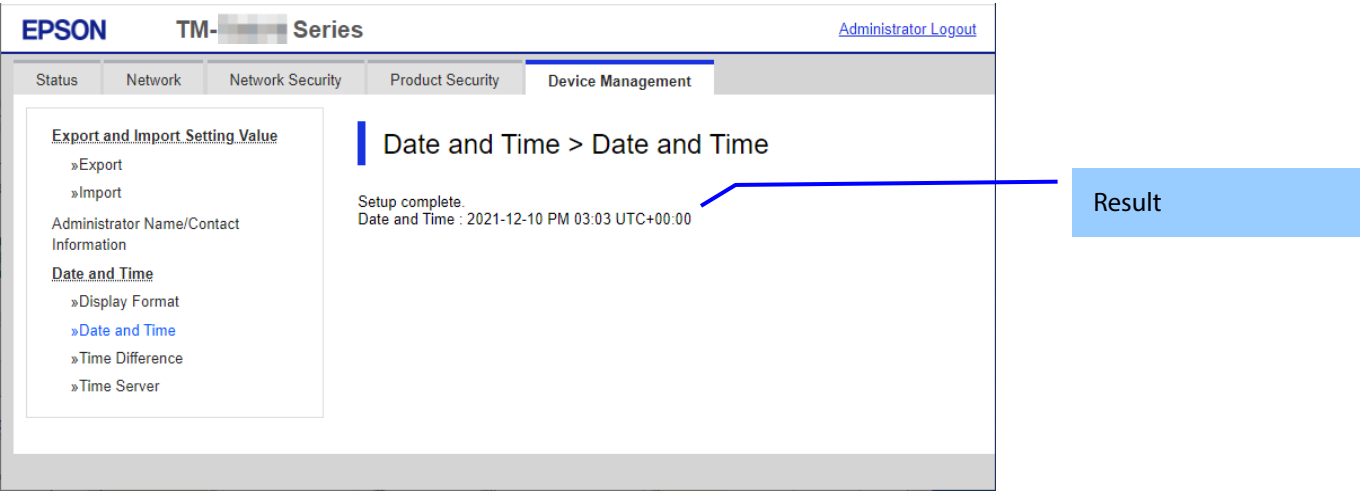 EPSON TM- Series Administrator Logout
Status Network Network Security Product Security Device Management
Export and Import Setting Value
»Export
»Import
Administrator Name/Contact
Information
Date and Time
»Display Format
»Date and Time
»Time Difference
»Time Server
Date and Time > Date and Time
Setup complete.
Date and Time : 2021-12-10 PM 03:03 UTC+00:00
Result